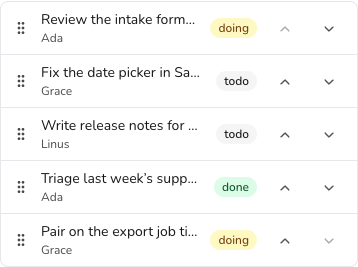 Review the intake form...
doing
Ada
Fix the date picker in Sa...
todo
Grace
Write release notes for ...
todo
Linus
Triage last week’s supp...
done
Ada
Pair on the export job ti...
doing
Grace